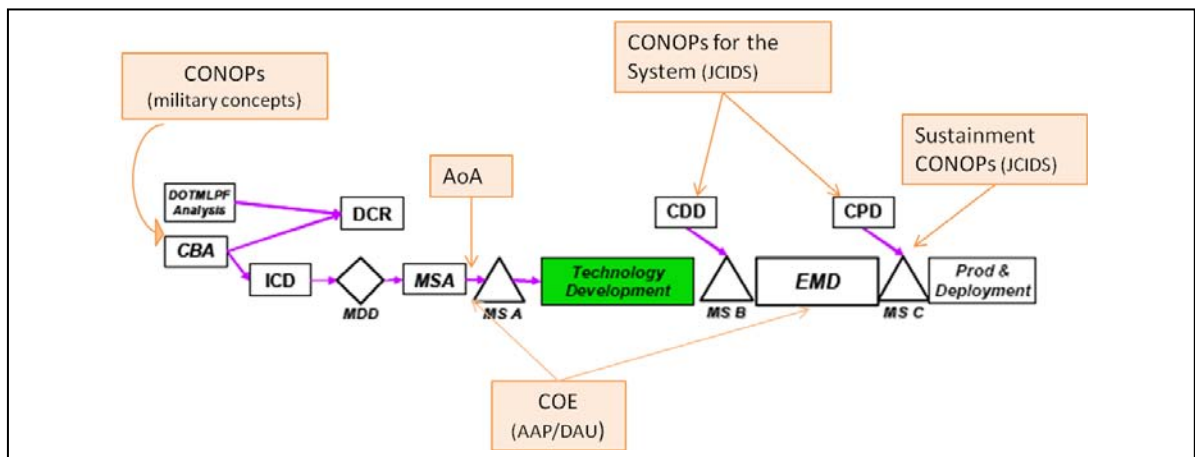 CONOPs
(military concepts)
CONOPs for the
System (JCIDS)
Sustainment
CONOPs (JCIDS)
AoA
DOTMLPF
Analysis
DCR
CBA
CDD
CPD
ICD
MDD
MSA
MS A
Technology
Development
MS B
EMD
MS C
Prod &
Deployment
COE
(AAP/DAU)